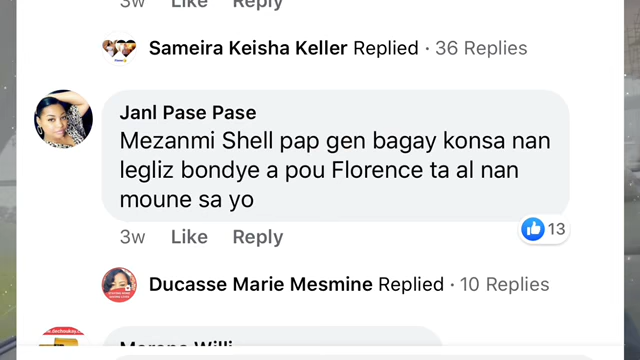 3w Like Reply
Sameira Keisha Keller Replied · 36 Replies
Janl Pase Pase
Mezanmi Shell pap gen bagay konsa nan
legliz bondye a pou Florence ta al nan
moune sa yo
3w Like Reply
13
Ducasse Marie Mesmine Replied · 10 Replies